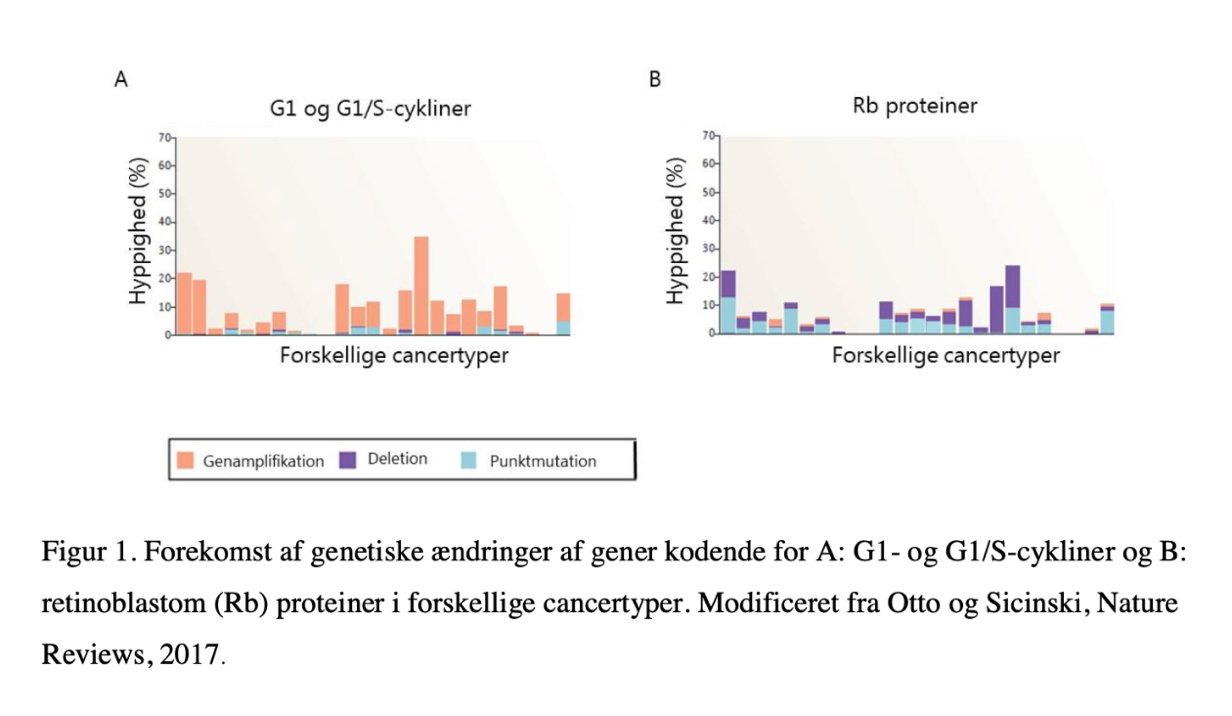 A
B
G1 og G1/S-cykliner
Rb proteiner
Hyppighed (%)
70
60
50
40
30
20
10
0
Forskellige cancertyper
Hyppighed (%)
70
60
50
40
30
20
10
0
Forskellige cancertyper
Genamplifikation Deletion Punktmutation
Figur 1. Forekomst af genetiske ændringer af gener kodende for A: G1- og G1/S-cykliner og B:
retinoblastom (Rb) proteiner i forskellige cancertyper. Modificeret fra Otto og Sicinski, Nature
Reviews, 2017.